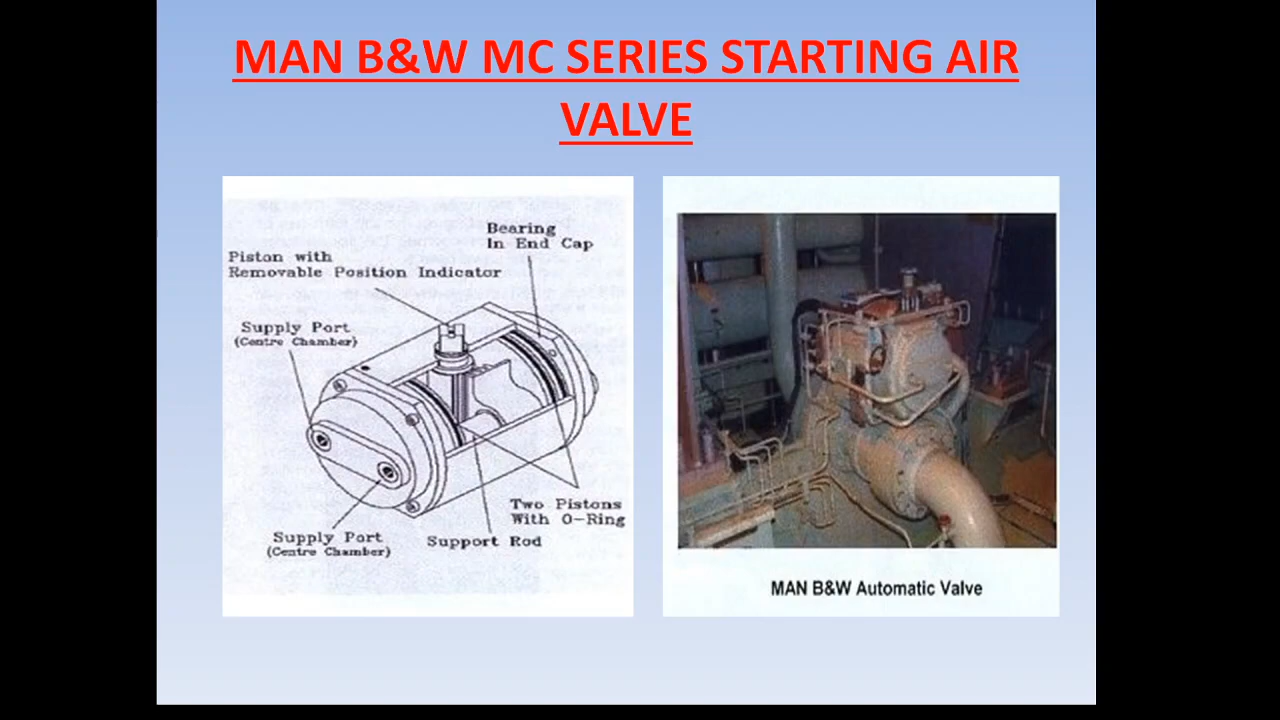 MAN B&W MC SERIES STARTING AIR
VALVE
Bearing
In End Cap
Piston with
Removable Position Indicator
Supply Port
(Centre Chamber)
Two Pistons
With O-Ring
Supply Port
(Centre Chamber)
Support Rod
MAN B&W Automatic Valve